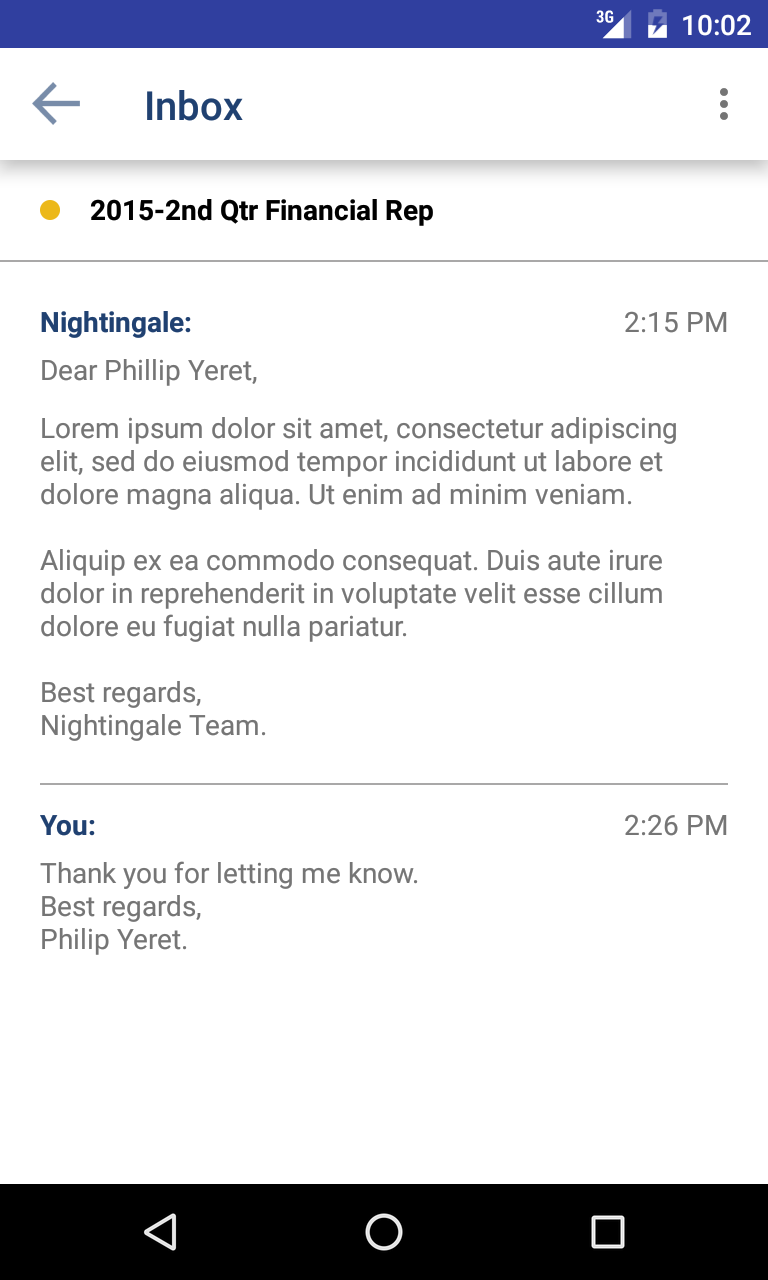 3G 10:02
Inbox
2015-2nd Qtr Financial Rep
Nightingale: 2:15 PM
Dear Phillip Yeret,
Lorem ipsum dolor sit amet, consectetur adipiscing
elit, sed do eiusmod tempor incididunt ut labore et
dolore magna aliqua. Ut enim ad minim veniam.
Aliquip ex ea commodo consequat. Duis aute irure
dolor in reprehenderit in voluptate velit esse cillum
dolore eu fugiat nulla pariatur.
Best regards,
Nightingale Team.
You: 2:26 PM
Thank you for letting me know.
Best regards,
Philip Yeret.